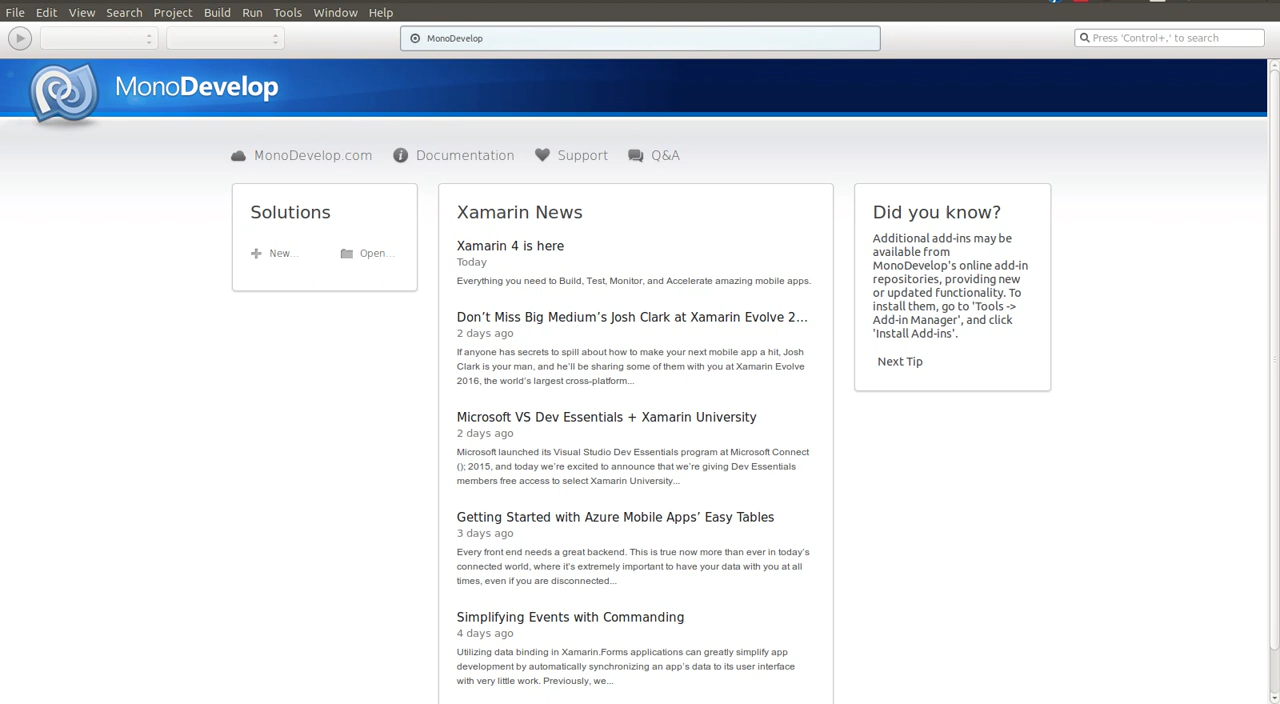 File Edit View Search Project Build Run Tools Window Help
MonoDevelop
Press 'Control+,' to search
MonoDevelop
MonoDevelop.com Documentation Support Q&A
Solutions
New...
Open...
Xamarin News
Xamarin 4 is here
Today
Everything you need to Build, Test, Monitor, and Accelerate amazing mobile apps.
Don’t Miss Big Medium’s Josh Clark at Xamarin Evolve 2...
2 days ago
If anyone has secrets to spill about how to make your next mobile app a hit, Josh
Clark is your man, and he’ll be sharing some of them with you at Xamarin Evolve
2016, the world’s largest cross-platform...
Microsoft VS Dev Essentials + Xamarin University
2 days ago
Microsoft launched its Visual Studio Dev Essentials program at Microsoft Connect
(); 2015, and today we’re excited to announce that we’re giving Dev Essentials
members free access to select Xamarin University...
Getting Started with Azure Mobile Apps’ Easy Tables
3 days ago
Every front end needs a great backend. This is true now more than ever in today’s
connected world, where it’s extremely important to have your data with you at all
times, even if you are disconnected...
Simplifying Events with Commanding
4 days ago
Utilizing data binding in Xamarin.Forms applications can greatly simplify app
development by automatically synchronizing an app’s data to its user interface
with very little work. Previously, we...
Did you know?
Additional add-ins may be
available from
MonoDevelop's online add-in
repositories, providing new
or updated functionality. To
install them, go to 'Tools ->
Add-in Manager', and click
'Install Add-ins'.
Next Tip